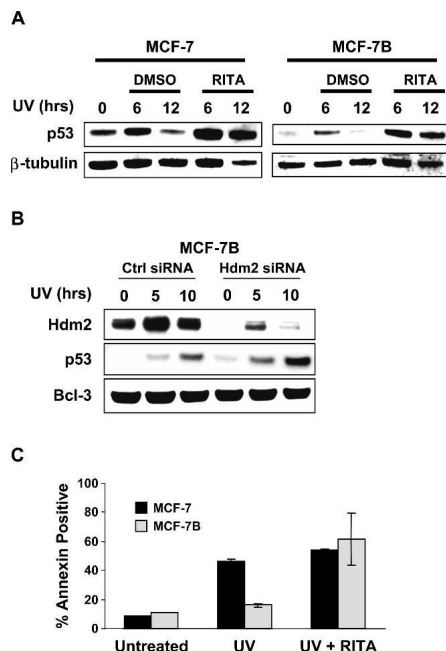 A
MCF-7 MCF-7B
DMSO RITA DMSO RITA
UV (hrs) 0 6 12 6 12 0 6 12 6 12
p53
β-tubulin
B
MCF-7B
Ctrl siRNA Hdm2 siRNA
UV (hrs) 0 5 10 0 5 10
Hdm2
p53
Bcl-3
C
% Annexin Positive
100
80
60
40
20
0
MCF-7
MCF-7B
Untreated UV UV + RITA